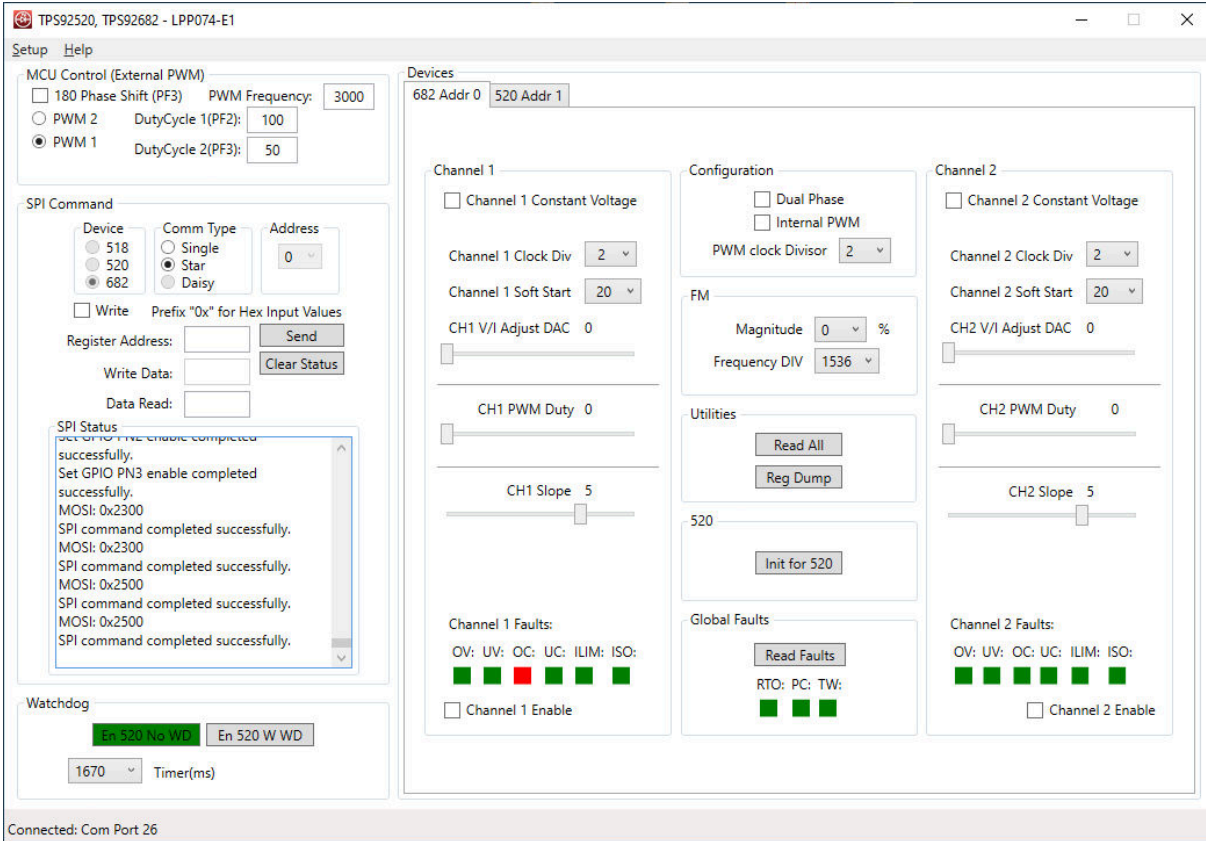 TPS92520, TPS92682 - LPP074-E1
Setup Help
MCU Control (External PWM)
180 Phase Shift (PF3) PWM Frequency: 3000
PWM 2 DutyCycle 1(PF2): 100
PWM 1 DutyCycle 2(PF3): 50
SPI Command
Device Comm Type Address
518 Single
520 Star 0
682 Daisy
Write Prefix "0x" for Hex Input Values
Register Address: Send
Write Data: Clear Status
Data Read:
SPI Status
Set GPIO PN2 enable completed
successfully.
Set GPIO PN3 enable completed
successfully.
MOSI: 0x2300
SPI command completed successfully.
MOSI: 0x2300
SPI command completed successfully.
MOSI: 0x2500
SPI command completed successfully.
MOSI: 0x2500
SPI command completed successfully.
Watchdog
En 520 No WD En 520 W WD
1670 Timer(ms)
Devices
682 Addr 0 520 Addr 1
Channel 1
Channel 1 Constant Voltage
Channel 1 Clock Div 2
Channel 1 Soft Start 20
CH1 V/I Adjust DAC 0
CH1 PWM Duty 0
CH1 Slope 5
Channel 1 Faults:
OV: UV: OC: UC: ILIM: ISO:
Channel 1 Enable
Configuration
Dual Phase
Internal PWM
PWM clock Divisor 2
FM
Magnitude 0 %
Frequency DIV 1536
Utilities
Read All
Reg Dump
520
Init for 520
Global Faults
Read Faults
RTO: PC: TW:
Channel 2
Channel 2 Constant Voltage
Channel 2 Clock Div 2
Channel 2 Soft Start 20
CH2 V/I Adjust DAC 0
CH2 PWM Duty 0
CH2 Slope 5
Channel 2 Faults:
OV: UV: OC: UC: ILIM: ISO:
Channel 2 Enable
Connected: Com Port 26